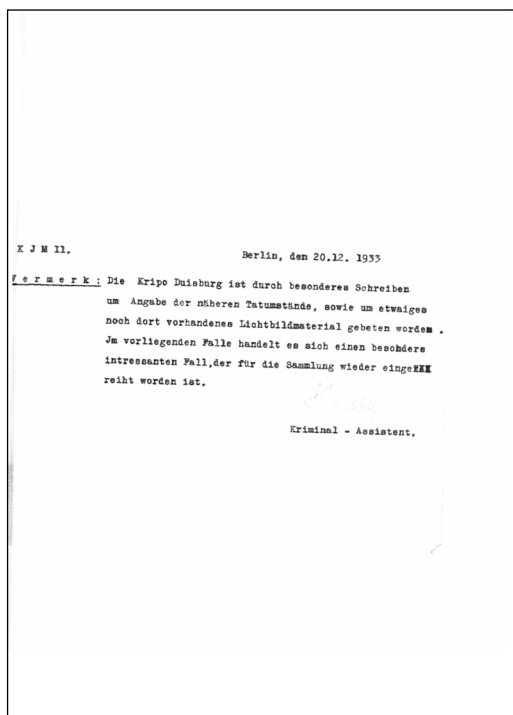 K J M II.
Berlin, den 20.12. 1933
V e r m e r k : Die Kripo Duisburg ist durch besonderes Schreiben
um Angabe der näheren Tatumstände, sowie um etwaiges
noch dort vorhandenes Lichtbildmaterial gebeten worden .
Jm vorliegenden Falle handelt es sich einen besonders
intressanten Fall,der für die Sammlung wieder einge
reiht worden ist.
Kriminal - Assistent.